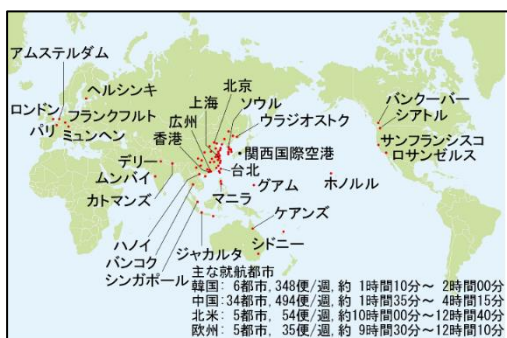 アムステルダム
ヘルシンキ
ロンドン
フランクフルト
パリ
ミュンヘン
北京
上海
ソウル
広州
ウラジオストク
香港
関西国際空港
デリー
台北
ムンバイ
グアム
ホノルル
カトマンズ
マニラ
ケアンズ
ハノイ
バンコク
ジャカルタ
シドニー
シンガポール
バンクーバー
シアトル
サンフランシスコ
ロサンゼルス
主な就航都市
韓国: 6都市,348便/週,約 1時間10分～ 2時間00分
中国:34都市,494便/週,約 1時間35分～ 4時間15分
北米: 5都市, 54便/週,約10時間00分～12時間40分
欧州: 5都市, 35便/週,約 9時間30分～12時間10分